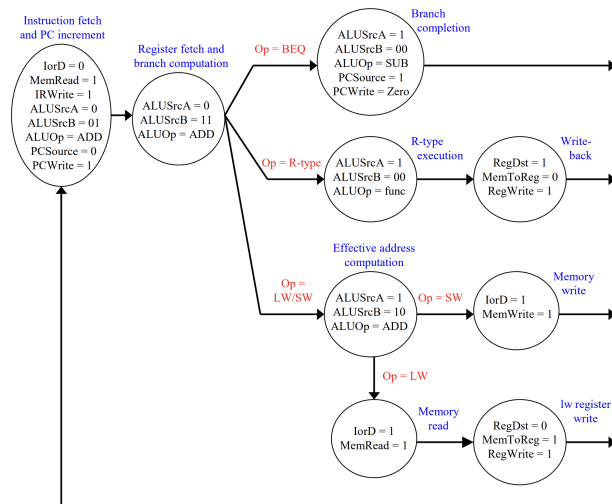 Instruction fetch
and PC increment
IorD = 0
MemRead = 1
IRWrite = 1
ALUSrcA = 0
ALUSrcB = 01
ALUOp = ADD
PCSource = 0
PCWrite = 1
Register fetch and
branch computation
ALUSrcA = 0
ALUSrcB = 11
ALUOp = ADD
Op = BEQ
ALUSrcA = 1
ALUSrcB = 00
ALUOp = SUB
PCSource = 1
PCWrite = Zero
Branch
completion
Op = R-type
ALUSrcA = 1
ALUSrcB = 00
ALUOp = func
R-type
execution
RegDst = 1
MemToReg = 0
RegWrite = 1
Write-
back
Op =
LW/SW
Effective address
computation
ALUSrcA = 1
ALUSrcB = 10
ALUOp = ADD
Op = SW
IorD = 1
MemWrite = 1
Memory
write
Op = LW
IorD = 1
MemRead = 1
Memory
read
RegDst = 0
MemToReg = 1
RegWrite = 1
lw register
write